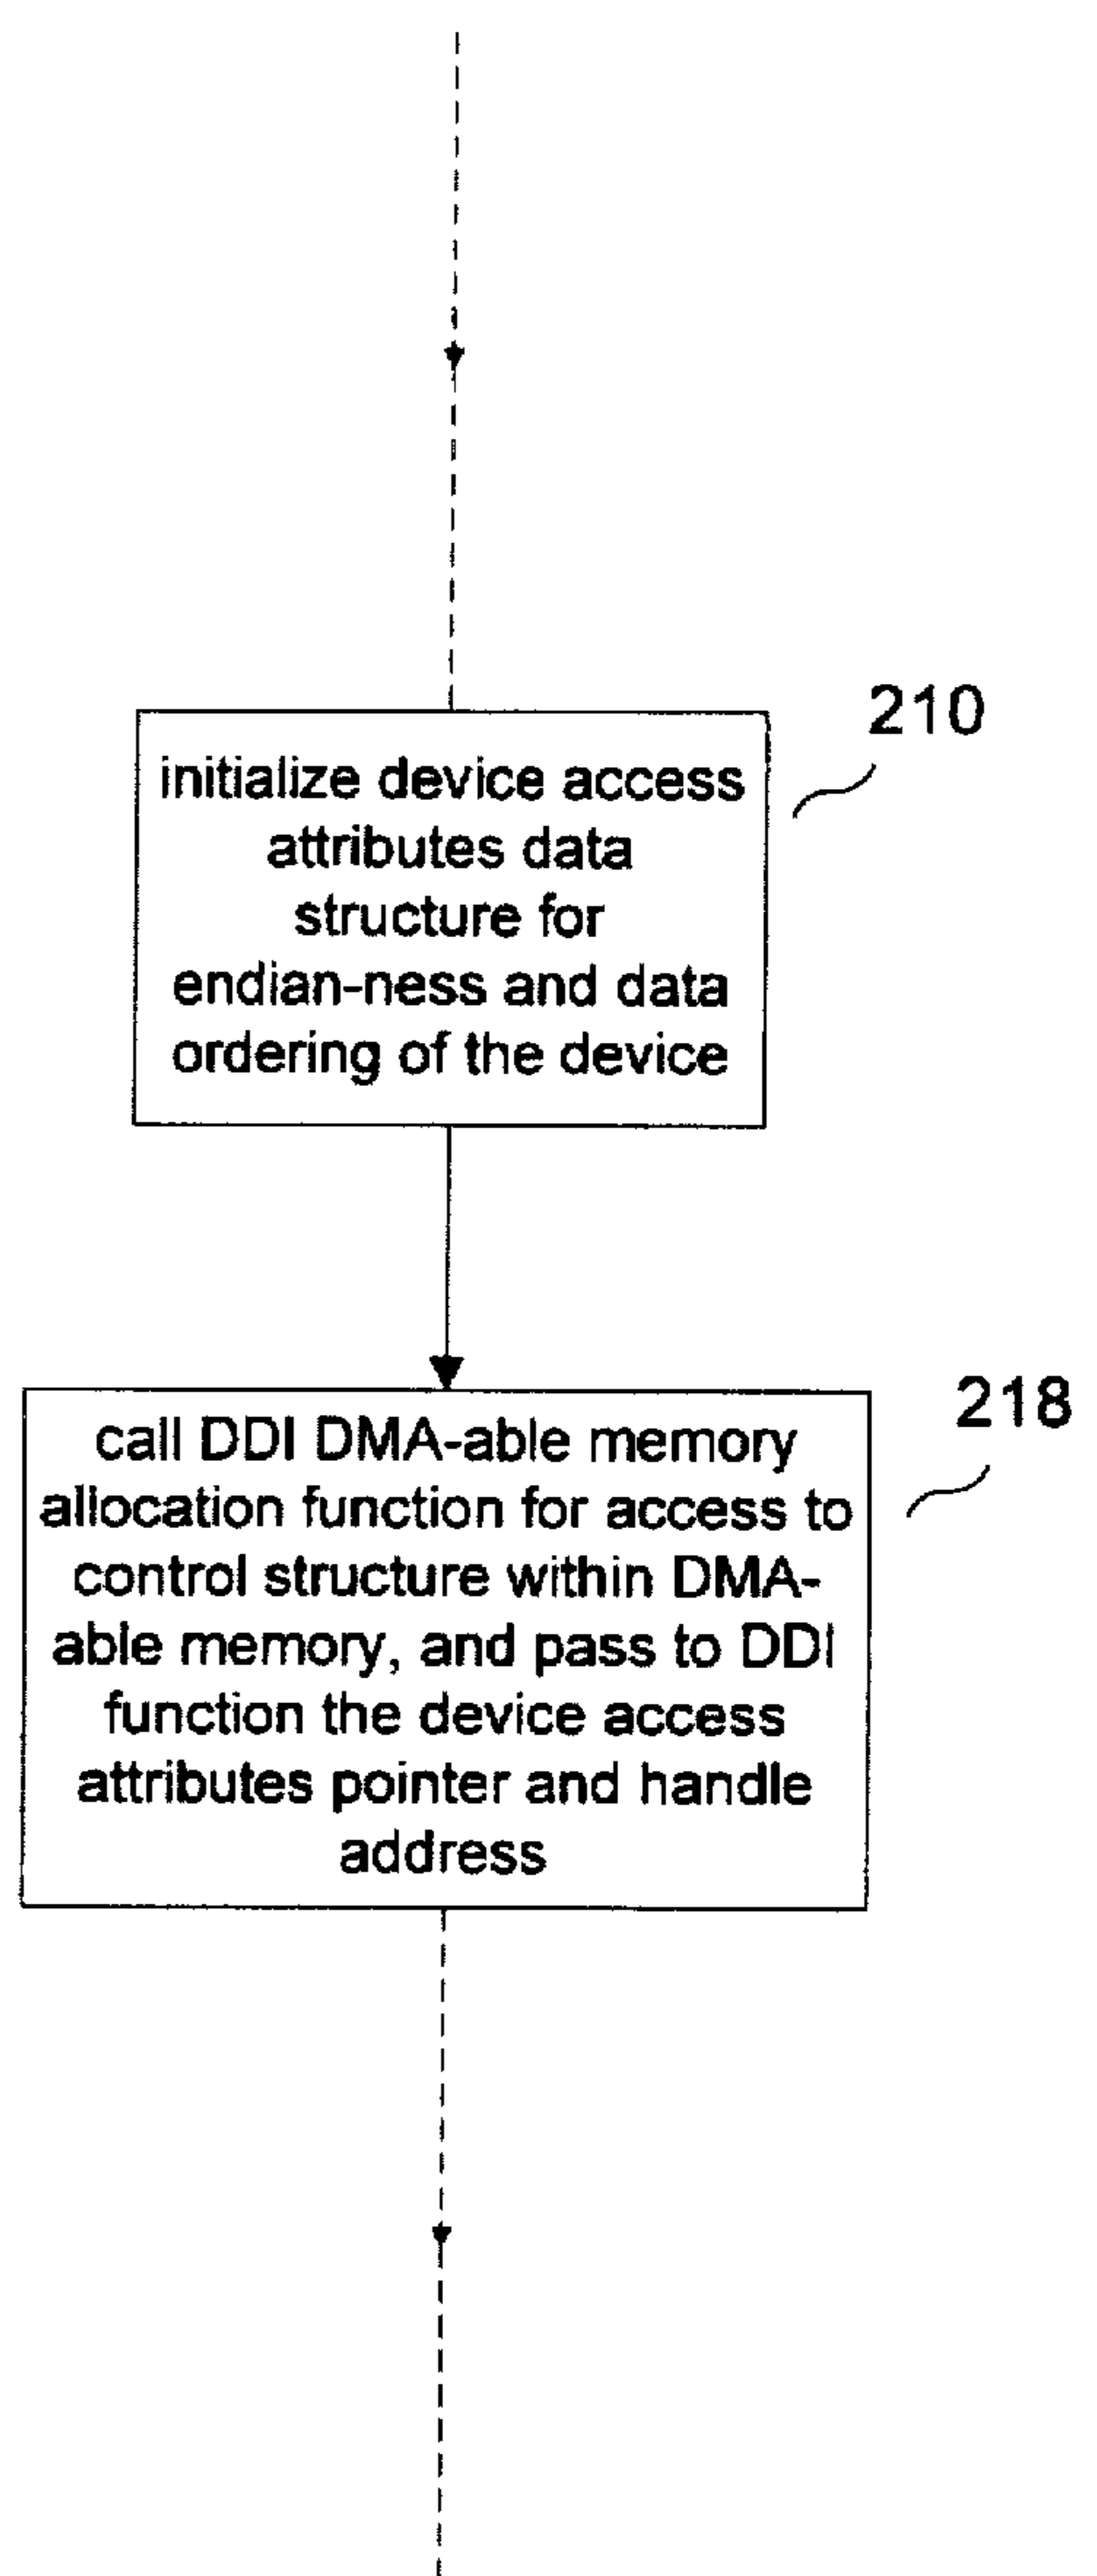 210
initialize device access
attributes data
structure for
endian-ness and data
ordering of the device
218
call DDI DMA-able memory
allocation function for access to
control structure within DMA-
able memory, and pass to DDI
function the device access
attributes pointer and handle
address